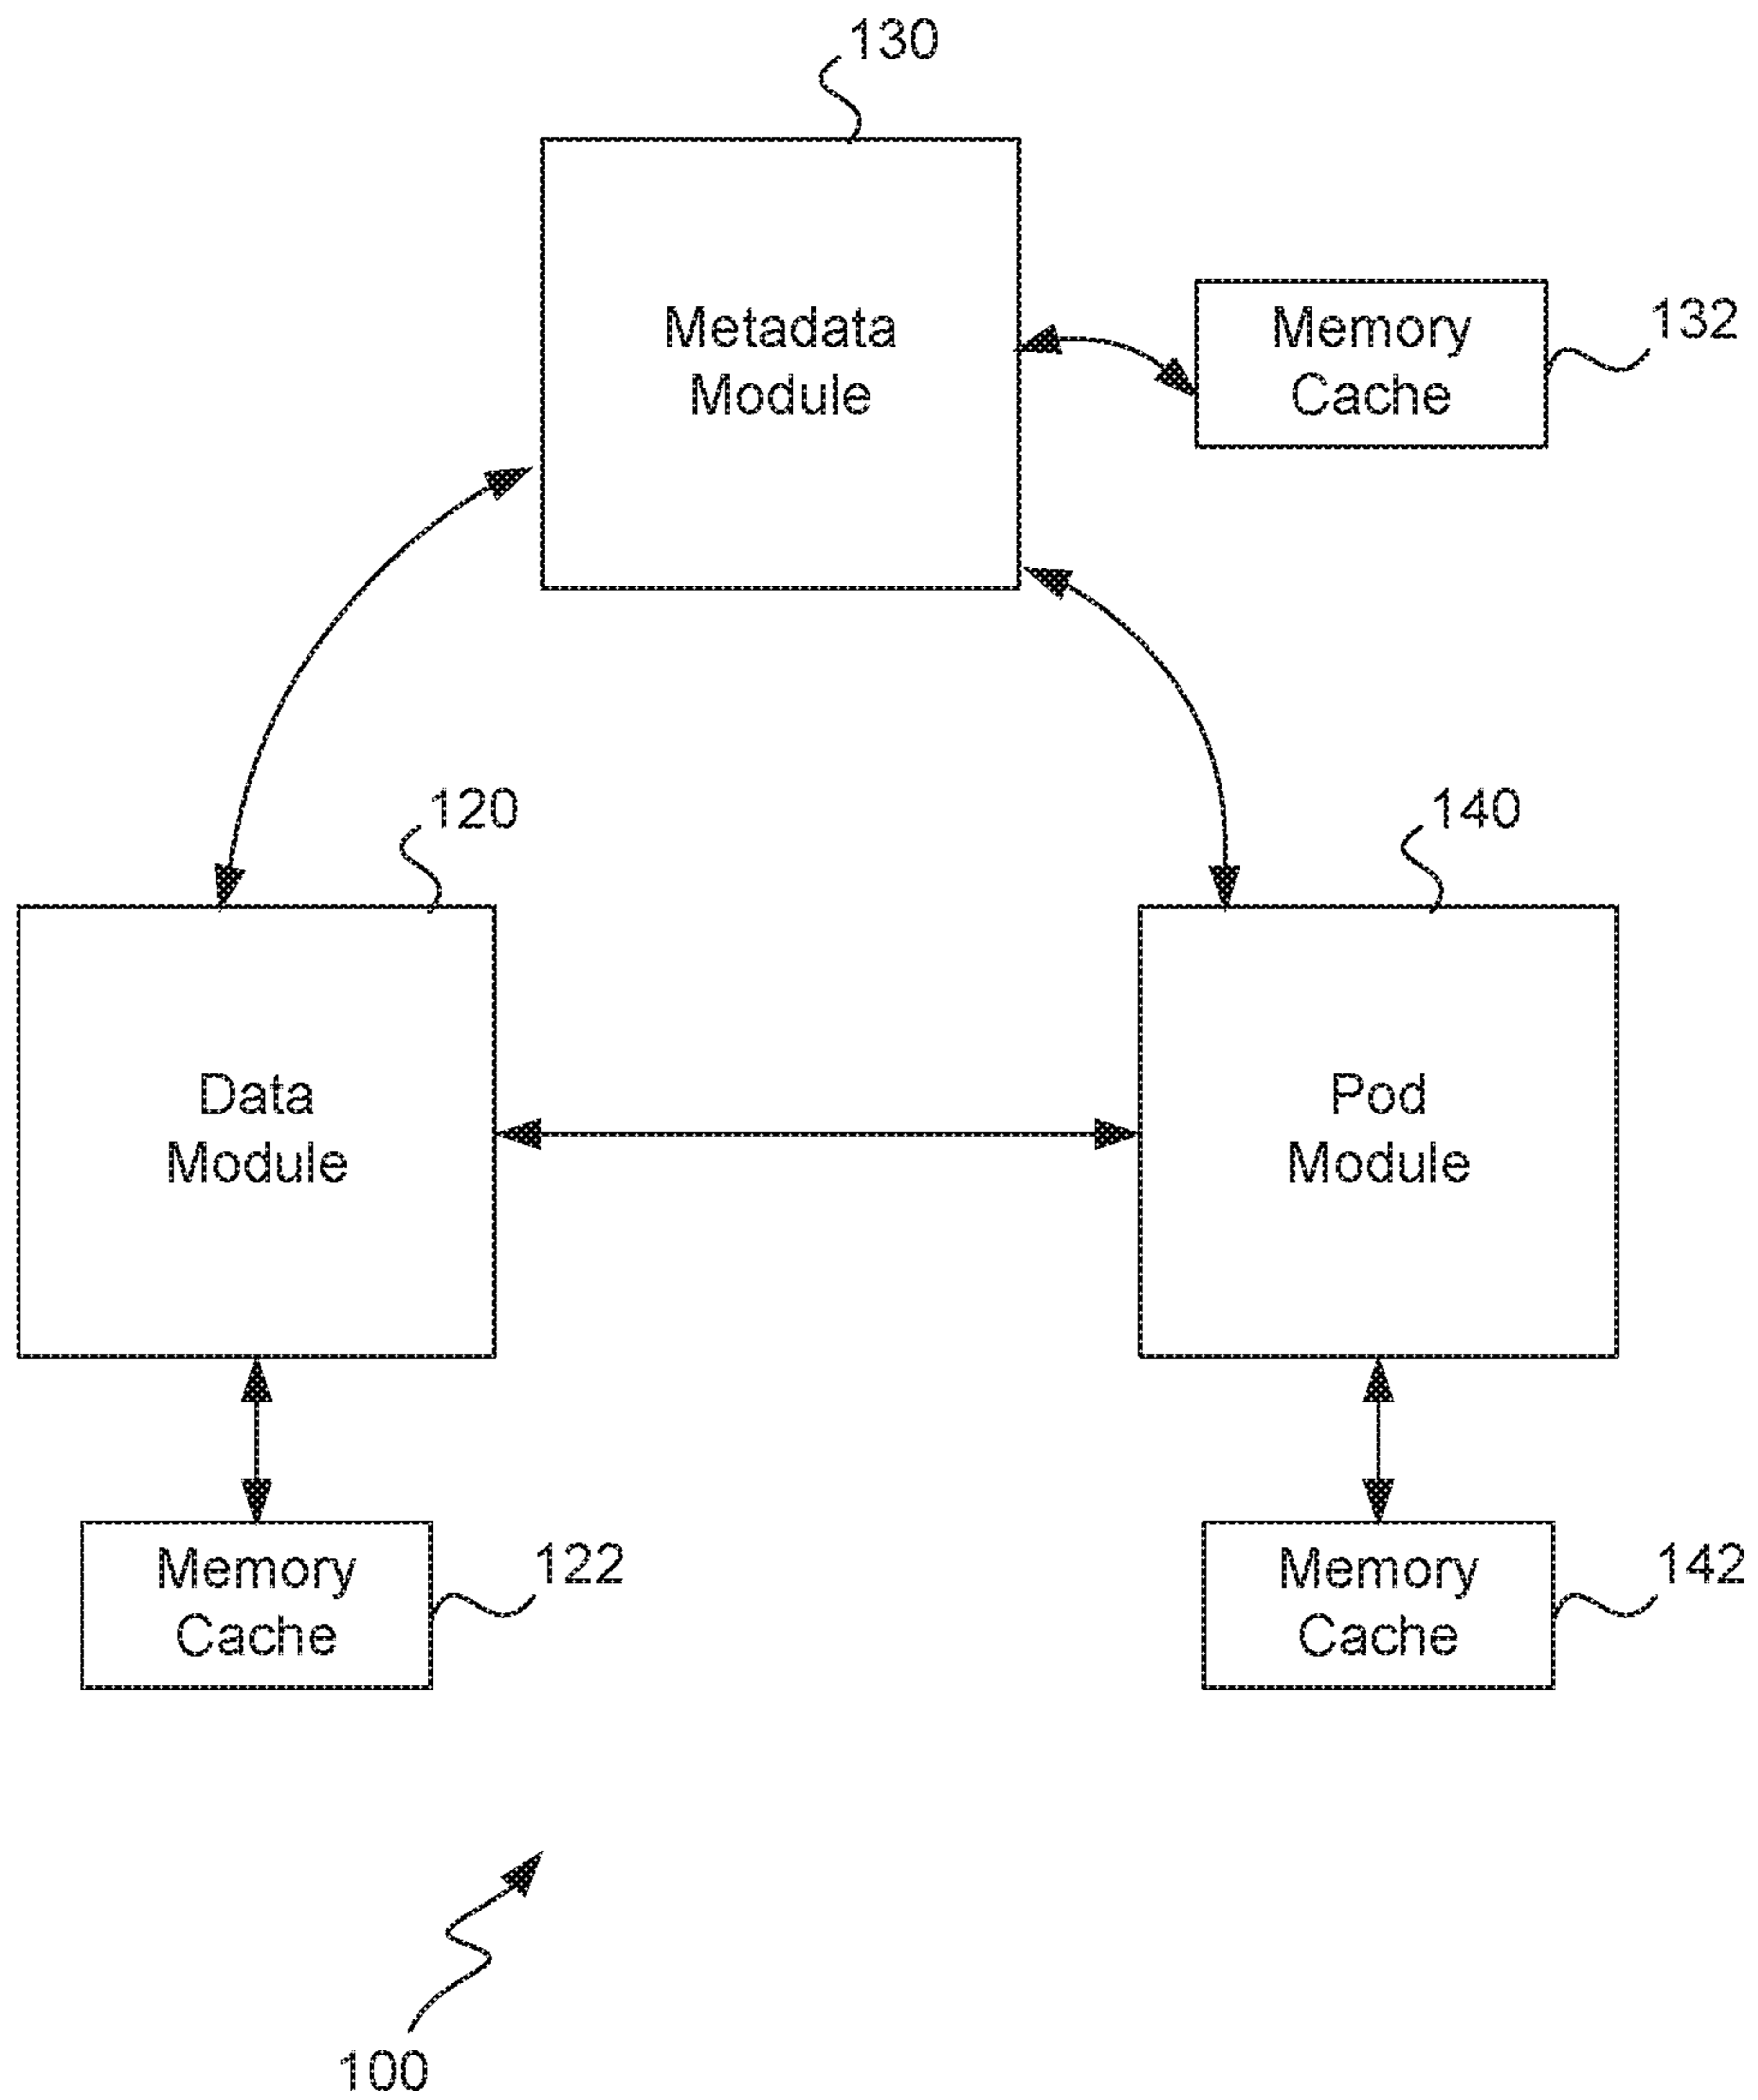 130
Metadata
Module
Memory
Cache
132
120
140
Data
Module
Pod
Module
Memory
Cache
122
Memory
Cache
142
100